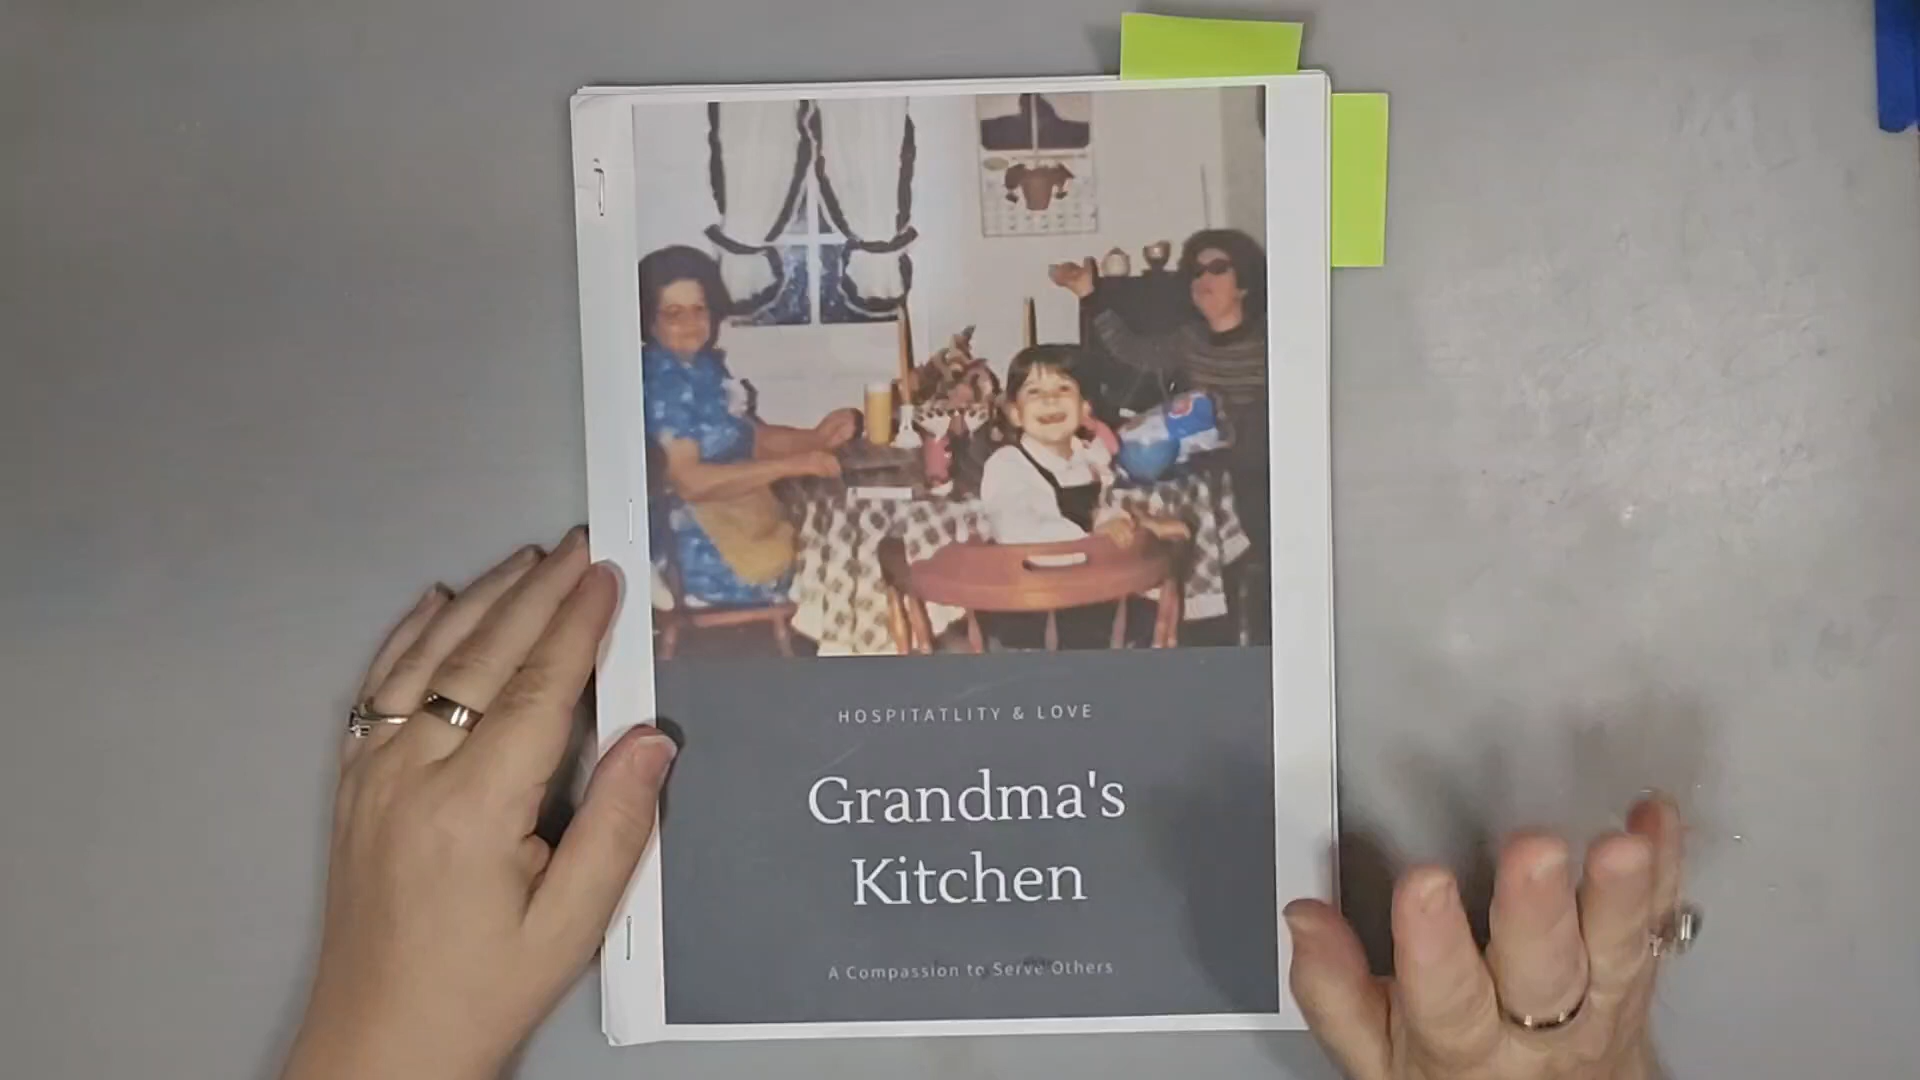 HOSPITATLITY & LOVE
Grandma's
Kitchen
A Compassion to Serve Others